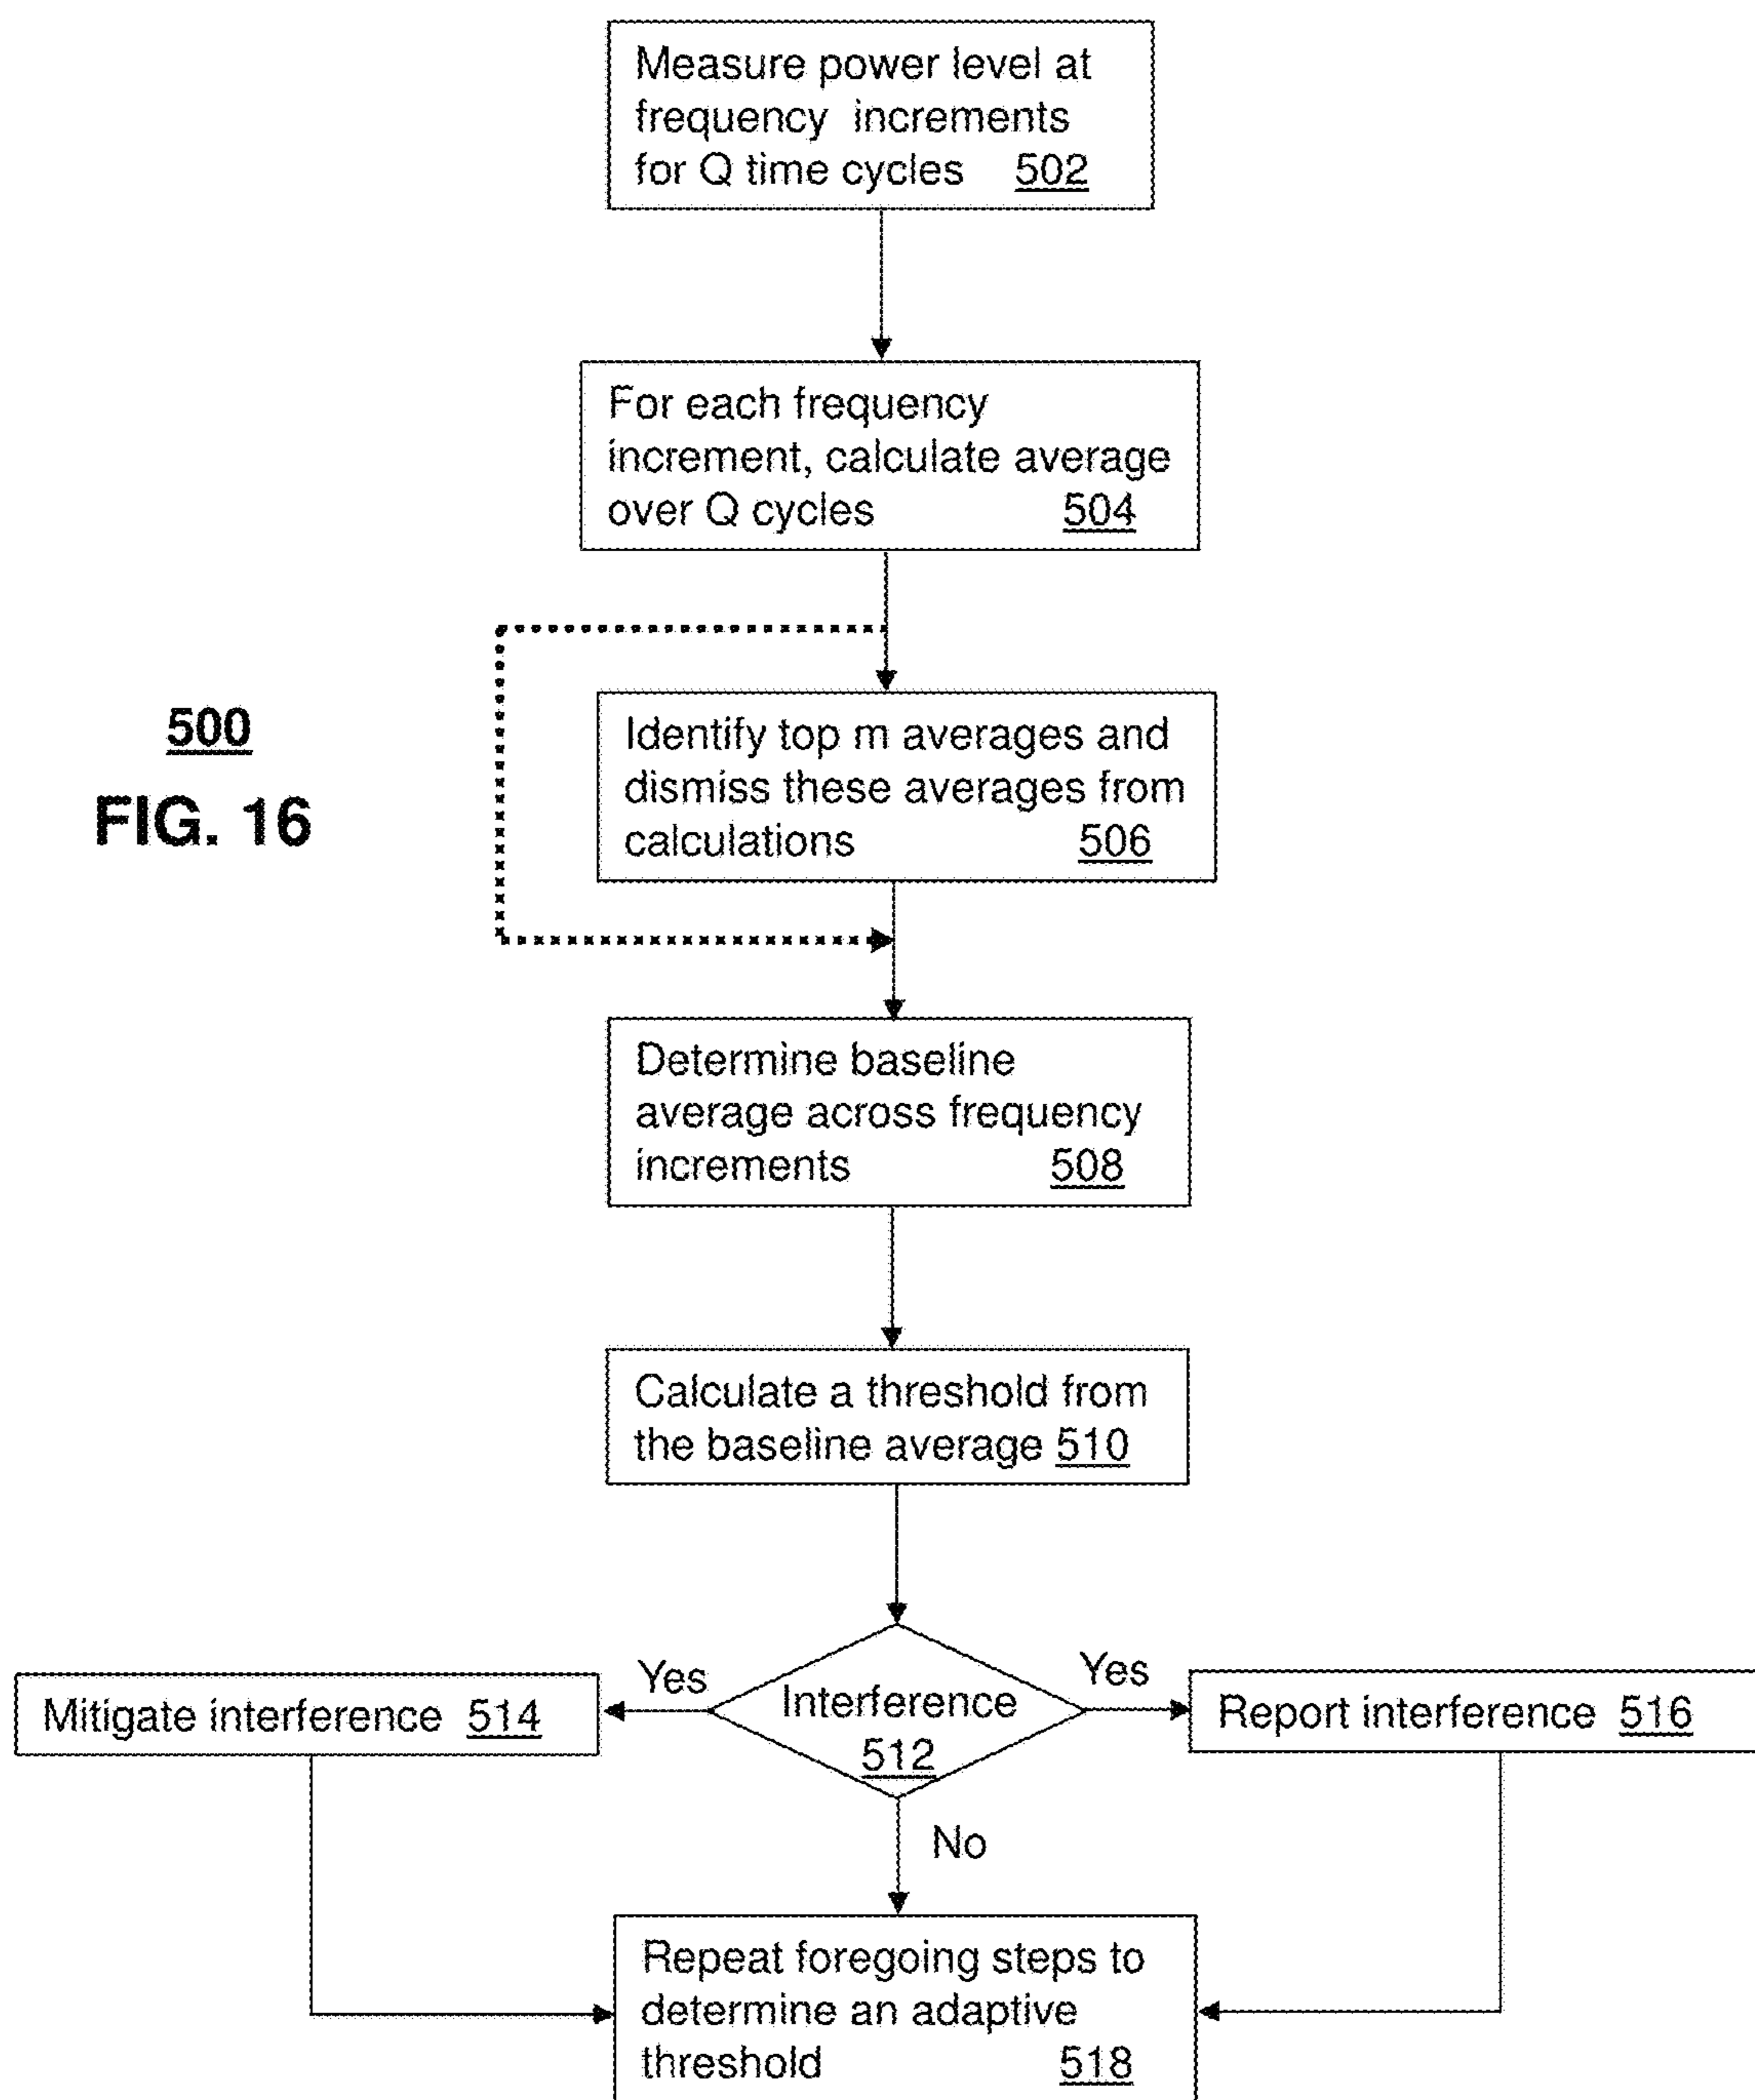 Measure power level at
frequency increments
for Q time cycles 502
For each frequency
increment, calculate average
over Q cycles 504
500
FIG. 16
Identify top m averages and
dismiss these averages from
calculations 506
Determine baseline
average across frequency
increments 508
Calculate a threshold from
the baseline average 510
Yes
Yes
Mitigate interference 514
Interference
512
Report interference 516
No
Repeat foregoing steps to
determine an adaptive
threshold 518